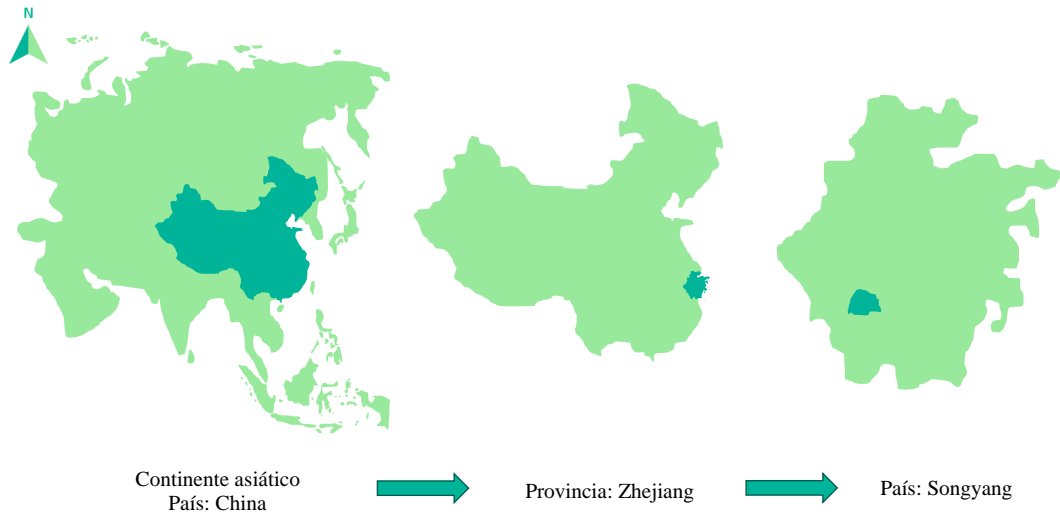 N
Continente asiático
País: China
Provincia: Zhejiang
País: Songyang